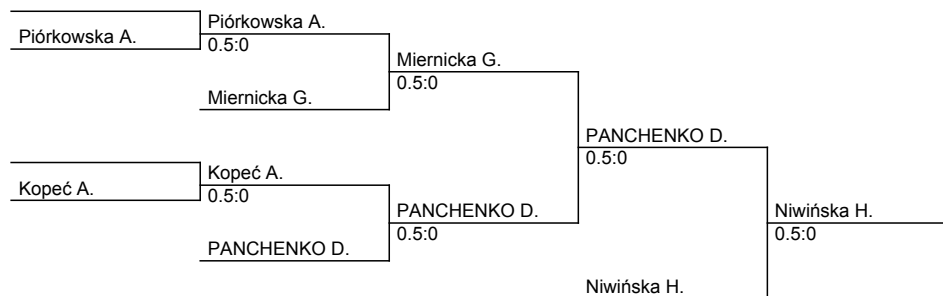 Piórkowska A.
Piórkowska A.
0.5:0
Miernicka G.
0.5:0
Miernicka G.
PANCHENKO D.
0.5:0
Kopeć A.
Kopeć A.
0.5:0
PANCHENKO D.
0.5:0
PANCHENKO D.
Niwińska H.
0.5:0
Niwińska H.